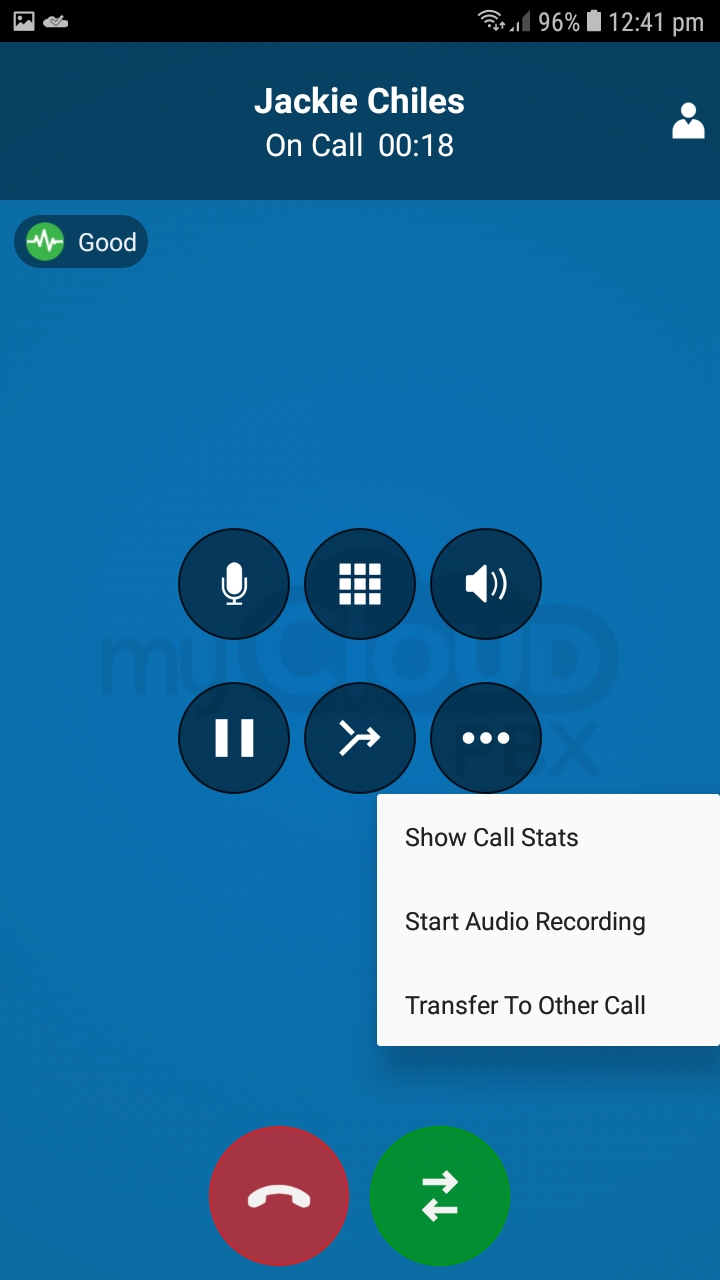 96% 12:41 pm
Jackie Chiles
On Call 00:18
Good
myCLOUD
PBX
Show Call Stats
Start Audio Recording
Transfer To Other Call